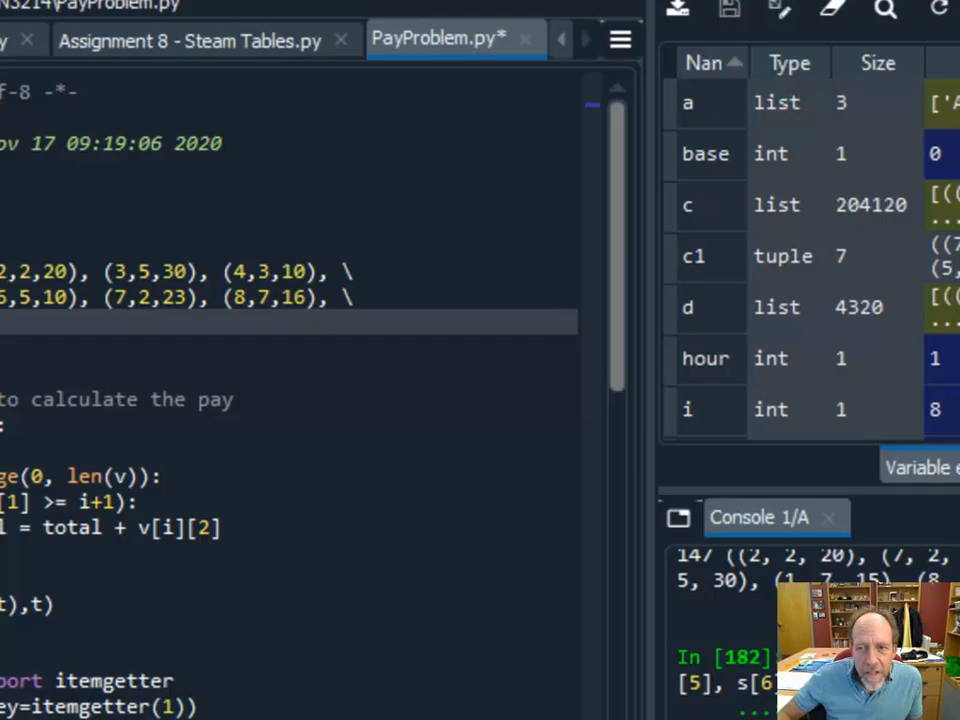 N3214\PayProblem.py
y Assignment 8 - Steam Tables.py PayProblem.py*
f-8 -*-
ov 17 09:19:06 2020
2,2,20), (3,5,30), (4,3,10), \
6,5,10), (7,2,23), (8,7,16), \
to calculate the pay
:
ge(0, len(v)):
[1] >= i+1):
l = total + v[i][2]
t),t)
port itemgetter
ey=itemgetter(1))
Nan Type Size
a list 3 ['A
base int 1 0
c list 204120 [((
...
c1 tuple 7 ((7
(5,
d list 4320 [((
...
hour int 1 1
i int 1 8
Variable e
Console 1/A
147 ((2, 2, 20), (7, 2,
5, 30), (1, 7, 15), (8
In [182]
[5], s[6
....